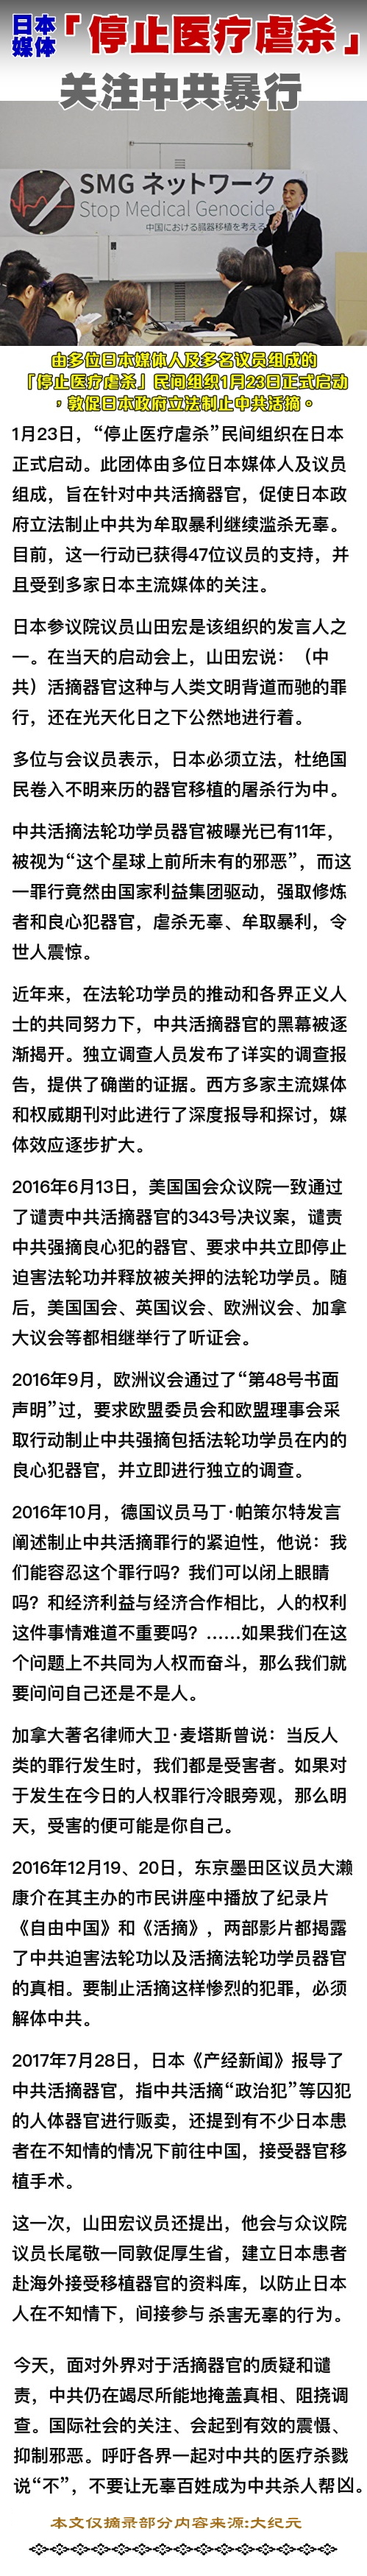 日本
媒体
「停止医疗虐杀」
关注中共暴行
SMG ネットワーク
Stop Medical Genocide
中国における臓器移植を考える
由多位日本媒体人及多名议员组成的
「停止医疗虐杀」民间组织1月23日正式启动
，敦促日本政府立法制止中共活摘。
1月23日，“停止医疗虐杀”民间组织在日本
正式启动。此团体由多位日本媒体人及议员
组成，旨在针对中共活摘器官，促使日本政
府立法制止中共为牟取暴利继续滥杀无辜。
目前，这一行动已获得47位议员的支持，并
且受到多家日本主流媒体的关注。
日本参议院议员山田宏是该组织的发言人之
一。在当天的启动会上，山田宏说：（中
共）活摘器官这种与人类文明背道而驰的罪
行，还在光天化日之下公然地进行着。
多位与会议员表示，日本必须立法，杜绝国
民卷入不明来历的器官移植的屠杀行为中。
中共活摘法轮功学员器官被曝光已有11年，
被视为“这个星球上前所未有的邪恶”，而这
一罪行竟然由国家利益集团驱动，强取修炼
者和良心犯器官，虐杀无辜、牟取暴利，令
世人震惊。
近年来，在法轮功学员的推动和各界正义人
士的共同努力下，中共活摘器官的黑幕被逐
渐揭开。独立调查人员发布了详实的调查报
告，提供了确凿的证据。西方多家主流媒体
和权威期刊对此进行了深度报导和探讨，媒
体效应逐步扩大。
2016年6月13日，美国国会众议院一致通过
了谴责中共活摘器官的343号决议案，谴责
中共强摘良心犯的器官、要求中共立即停止
迫害法轮功并释放被关押的法轮功学员。随
后，美国国会、英国议会、欧洲议会、加拿
大议会等都相继举行了听证会。
2016年9月，欧洲议会通过了“第48号书面
声明”过，要求欧盟委员会和欧盟理事会采
取行动制止中共强摘包括法轮功学员在内的
良心犯器官，并立即进行独立的调查。
2016年10月，德国议员马丁·帕策尔特发言
阐述制止中共活摘罪行的紧迫性，他说：我
们能容忍这个罪行吗？我们可以闭上眼睛
吗？和经济利益与经济合作相比，人的权利
这件事情难道不重要吗？……如果我们在这
个问题上不共同为人权而奋斗，那么我们就
要问问自己还是不是人。
加拿大著名律师大卫·麦塔斯曾说：当反人
类的罪行发生时，我们都是受害者。如果对
于发生在今日的人权罪行冷眼旁观，那么明
天，受害的便可能是你自己。
2016年12月19、20日，东京墨田区议员大濑
康介在其主办的市民讲座中播放了纪录片
《自由中国》和《活摘》，两部影片都揭露
了中共迫害法轮功以及活摘法轮功学员器官
的真相。要制止活摘这样惨烈的犯罪，必须
解体中共。
2017年7月28日，日本《产经新闻》报导了
中共活摘器官，指中共活摘“政治犯”等囚犯
的人体器官进行贩卖，还提到有不少日本患
者在不知情的情况下前往中国，接受器官移
植手术。
这一次，山田宏议员还提出，他会与众议院
议员长尾敬一同敦促厚生省，建立日本患者
赴海外接受移植器官的资料库，以防止日本
人在不知情下，间接参与 杀害无辜的行为。
今天，面对外界对于活摘器官的质疑和谴
责，中共仍在竭尽所能地掩盖真相、阻挠调
查。国际社会的关注、会起到有效的震慑、
抑制邪恶。呼吁各界一起对中共的医疗杀戮
说“不”，不要让无辜百姓成为中共杀人帮凶。
本文仅摘录部分内容来源:大纪元